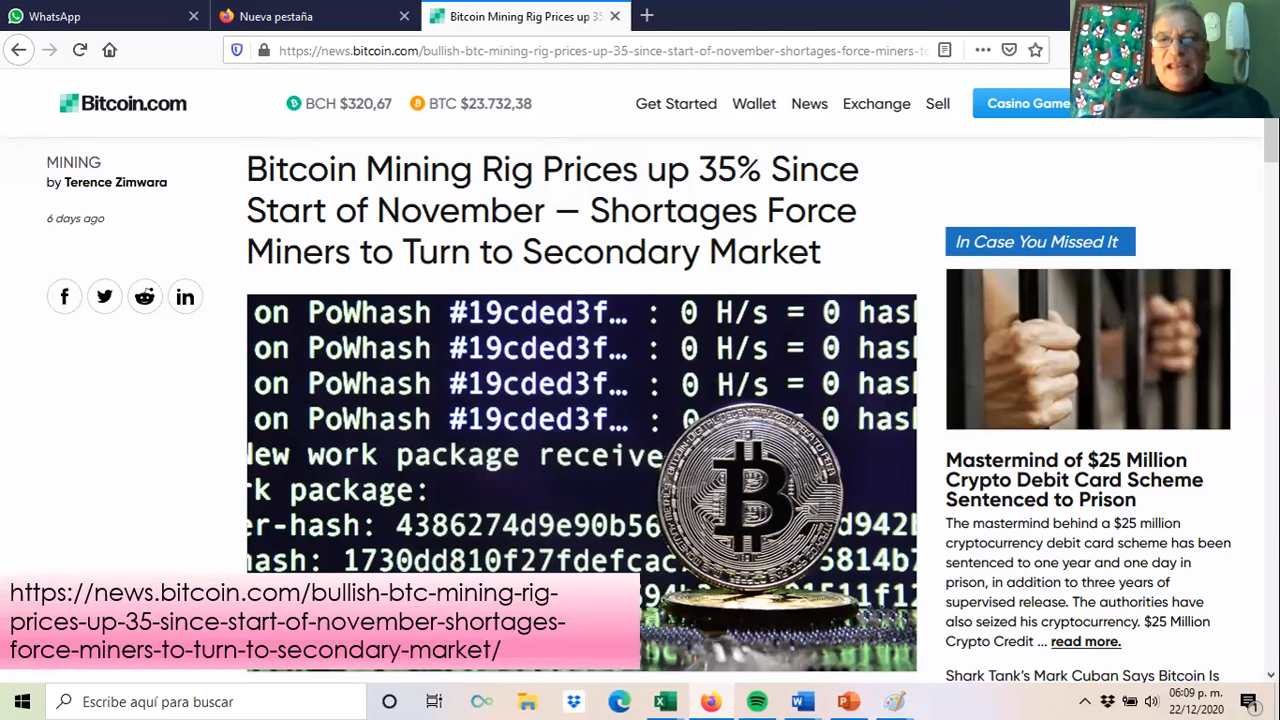 WhatsApp
Nueva pestaña
Bitcoin Mining Rig Prices up 35
https://news.bitcoin.com/bullish-btc-mining-rig-prices-up-35-since-start-of-november-shortages-force-miners-to
Bitcoin.com
BCH $320,67
BTC $23.732,38
Get Started
Wallet
News
Exchange
Sell
Casino Game
MINING
by Terence Zimwara
6 days ago
Bitcoin Mining Rig Prices up 35% Since
Start of November – Shortages Force
Miners to Turn to Secondary Market
on PoWhash #19cded3f… : 0 H/s = 0 hash
on PoWhash #19cded3f… : 0 H/s = 0 hash
on PoWhash #19cded3f… : 0 H/s = 0 hash
on PoWhash #19cded3f… : 0
New work package receive
rk package:
er-hash: 4386274d9e90b56 d942b
hash: 1730dd810f27fdefcac 5814b7
https://news.bitcoin.com/bullish-btc-mining-rig-
prices-up-35-since-start-of-november-shortages-
force-miners-to-turn-to-secondary-market/
In Case You Missed It
Mastermind of $25 Million
Crypto Debit Card Scheme
Sentenced to Prison
The mastermind behind a $25 million
cryptocurrency debit card scheme has been
sentenced to one year and one day in
prison, in addition to three years of
supervised release. The authorities have
also seized his cryptocurrency. $25 Million
Crypto Credit ... read more.
Shark Tank's Mark Cuban Says Bitcoin Is
Escribe aquí para buscar
06:09 p. m.
22/12/2020